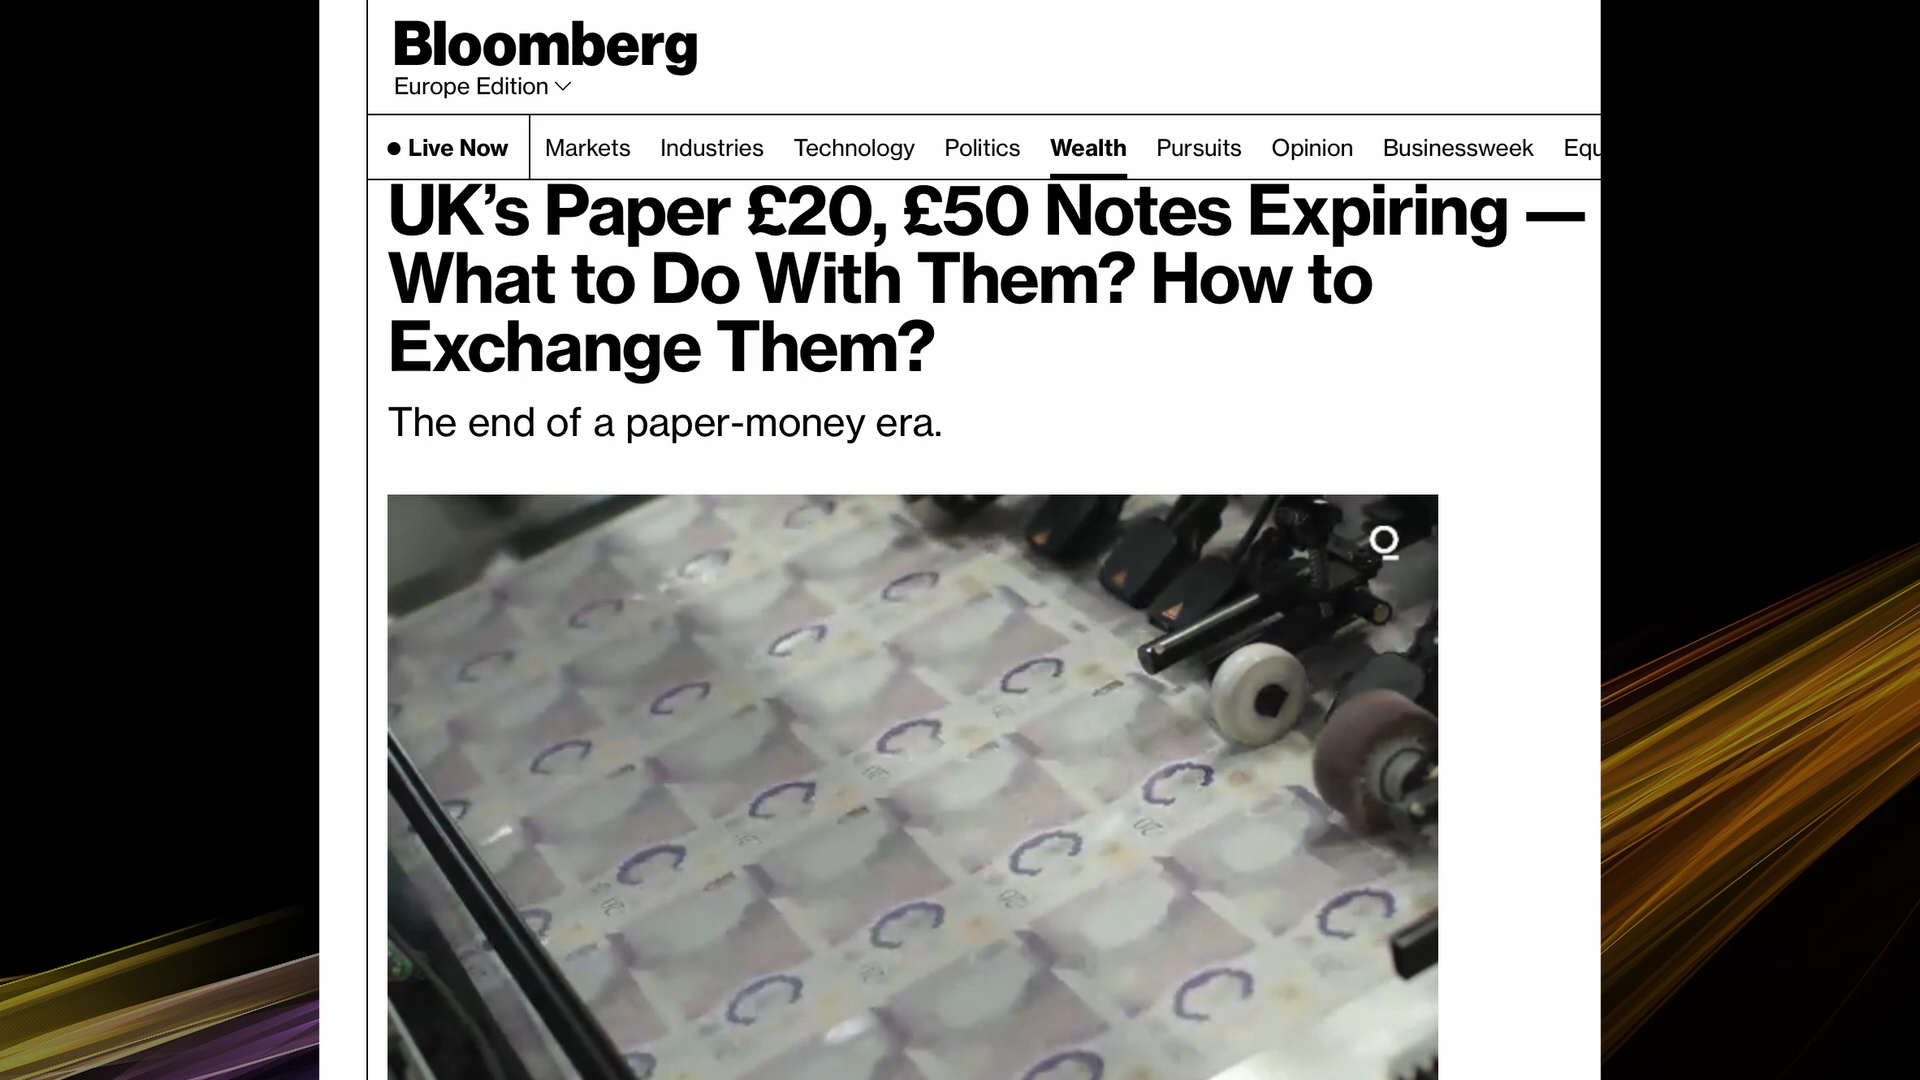 Bloomberg
Europe Edition
Live Now Markets Industries Technology Politics Wealth Pursuits Opinion Businessweek Equ
UK’s Paper £20, £50 Notes Expiring —
What to Do With Them? How to
Exchange Them?
The end of a paper-money era.